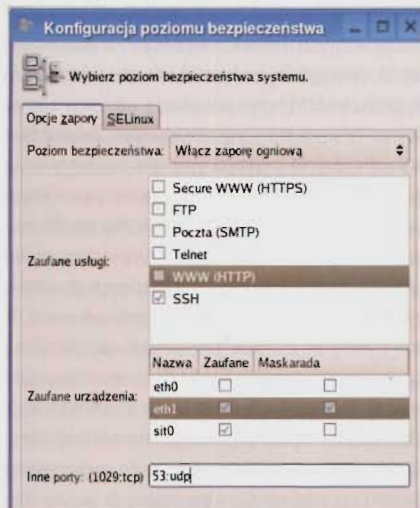 Konfiguracja poziomu bezpieczeństwa
Wybierz poziom bezpieczeństwa systemu.
Opcje zapory SELinux
Poziom bezpieczeństwa: Włącz zaporę ogniową
Zaufane usługi:
Secure WWW (HTTPS)
FTP
Poczta (SMTP)
Telnet
WWW (HTTP)
SSH
Zaufane urządzenia:
Nazwa Zaufane Maskarada
eth0
eth1
sit0
Inne porty: (1029:tcp) 53:udp